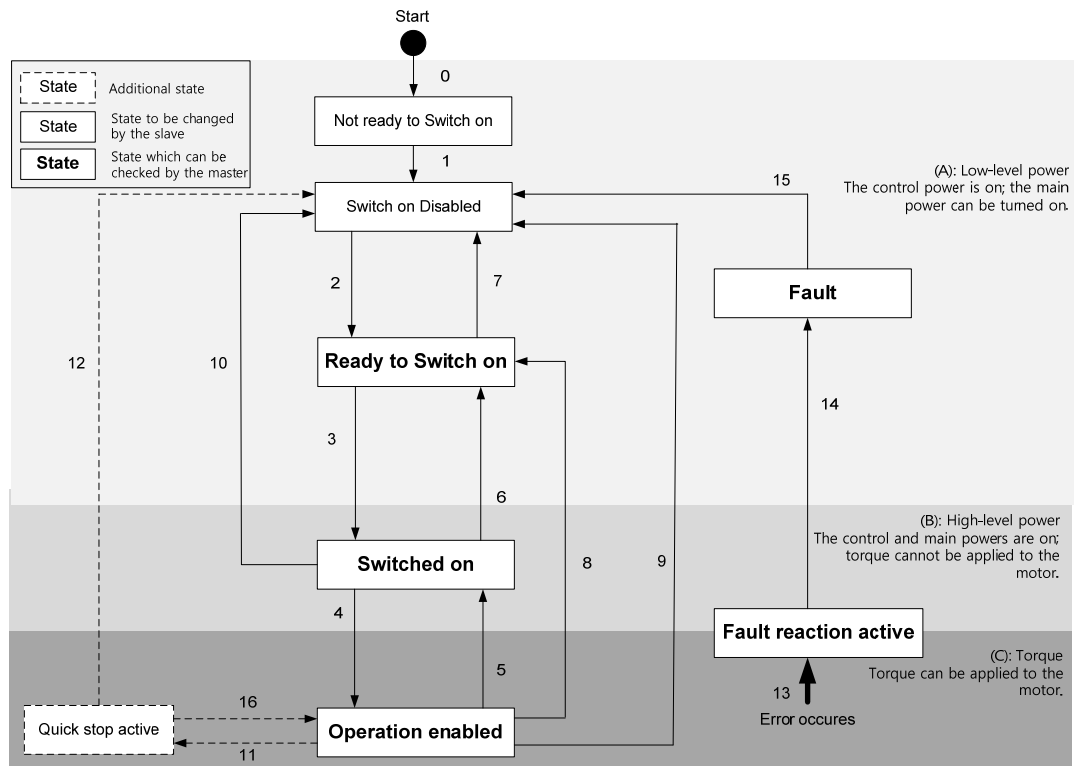 Start
0
State
Additional state
State
State to be changed
by the slave
State
State which can be
checked by the master
Not ready to Switch on
1
Switch on Disabled
15
(A): Low-level power
The control power is on; the main
power can be turned on.
2
7
Fault
12
10
Ready to Switch on
14
3
6
(B): High-level power
The control and main powers are on;
torque cannot be applied to the
motor.
Switched on
8
9
4
Fault reaction active
5
(C): Torque
Torque can be applied to the
motor.
13
Error occures
16
Quick stop active
Operation enabled
11